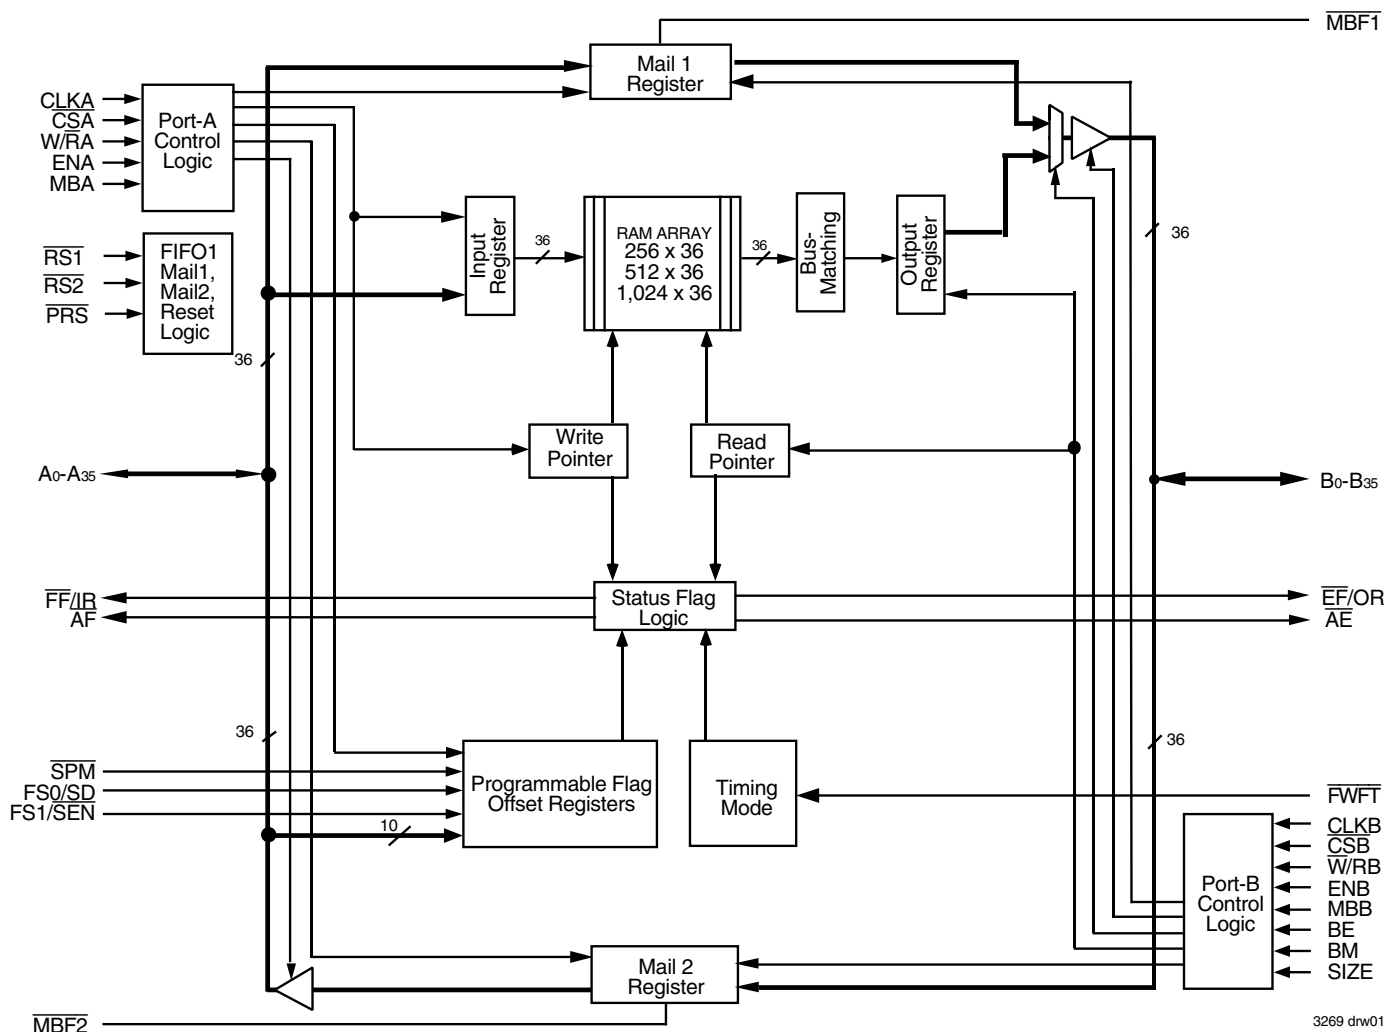 MBF1
Mail 1
Register
CLKA
CSA
W/RA
ENA
MBA
Port-A
Control
Logic
36
RS1
RS2
PRS
FIFO1
Mail1,
Mail2,
Reset
Logic
36
Input
Register
36
RAM ARRAY
256 x 36
512 x 36
1,024 x 36
36
Bus-
Matching
Output
Register
Write
Pointer
Read
Pointer
A0-A35
B0-B35
FF/IR
AF
Status Flag
Logic
EF/OR
AE
36
36
SPM
FS0/SD
FS1/SEN
10
Programmable Flag
Offset Registers
Timing
Mode
FWFT
CLKB
CSB
W/RB
ENB
MBB
BE
BM
SIZE
Port-B
Control
Logic
Mail 2
Register
MBF2
3269 drw01